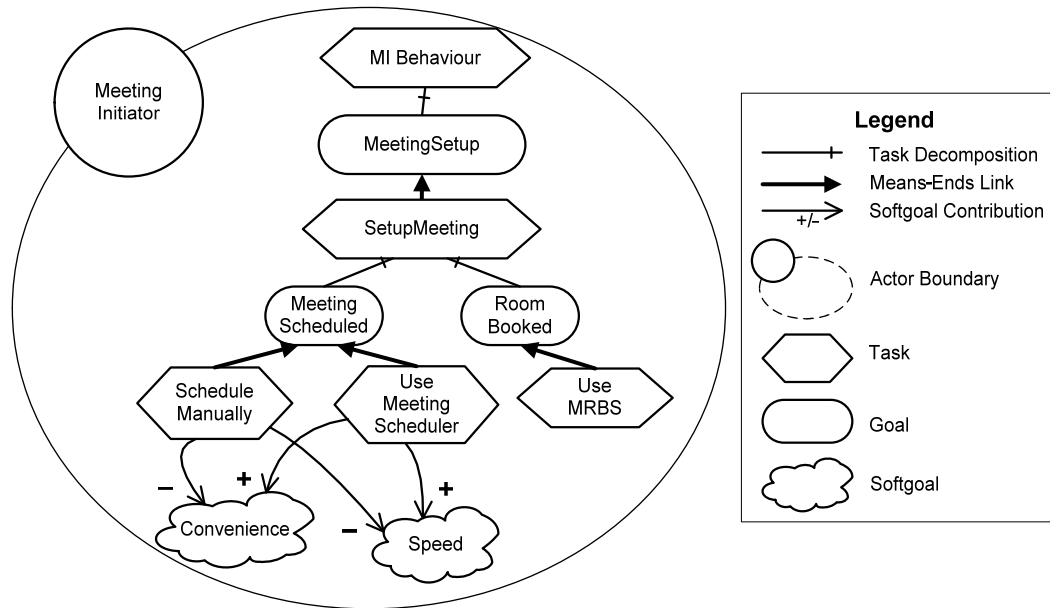 MI Behaviour
Meeting
Initiator
MeetingSetup
SetupMeeting
Meeting
Scheduled
Room
Booked
Schedule
Manually
Use
Meeting
Scheduler
Use
MRBS
–
+
–
+
Convenience
Speed
Legend
Task Decomposition
Means-Ends Link
Softgoal Contribution
+/–
Actor Boundary
Task
Goal
Softgoal